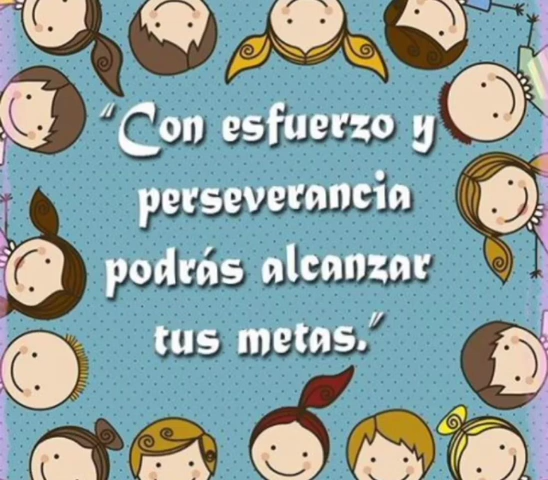 "Con esfuerzo y
perseverancia
podrás alcanzar
tus metas."